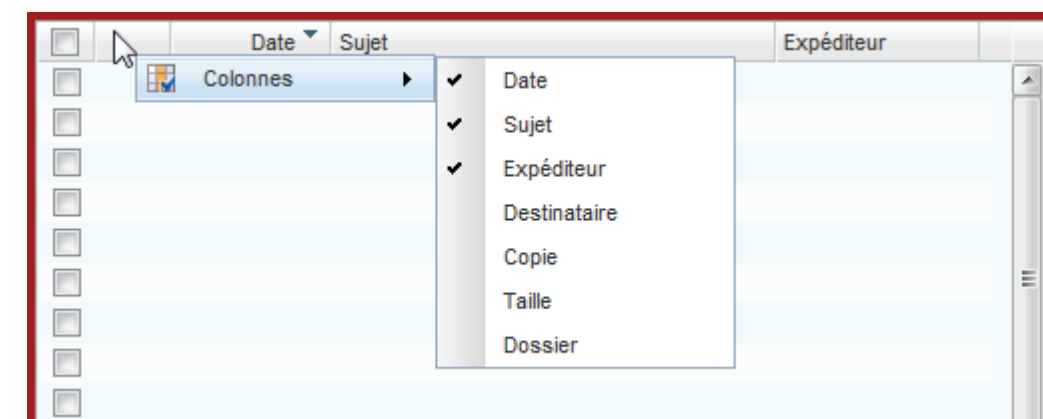 Date Sujet Expéditeur
Colonnes
Date
Sujet
Expéditeur
Destinataire
Copie
Taille
Dossier